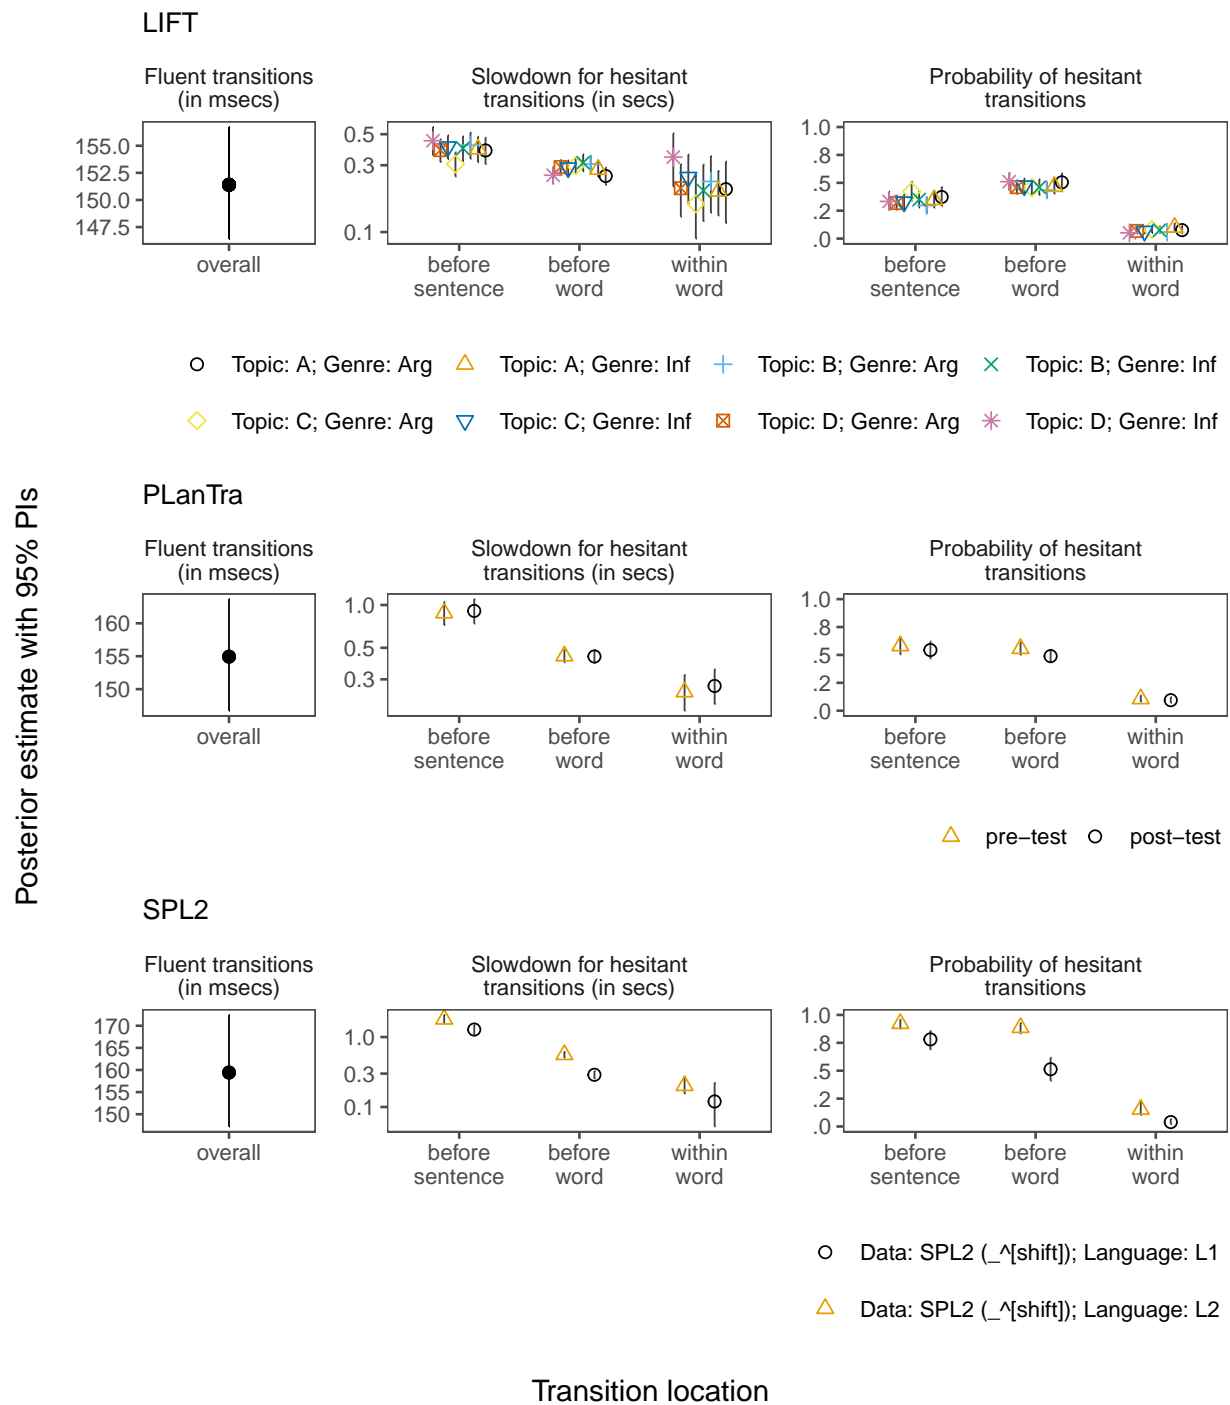 LIFT
Fluent transitions
(in msecs)
Slowdown for hesitant
transitions (in secs)
Probability of hesitant
transitions
155.0
152.5
150.0
147.5
overall
0.5
0.3
0.1
before
sentence
before
word
within
word
1.0
.8
.5
.2
.0
before
sentence
before
word
within
word
Topic: A; Genre: Arg
Topic: A; Genre: Inf
Topic: B; Genre: Arg
Topic: B; Genre: Inf
Topic: C; Genre: Arg
Topic: C; Genre: Inf
Topic: D; Genre: Arg
Topic: D; Genre: Inf
Posterior estimate with 95% PIs
PLanTra
Fluent transitions
(in msecs)
Slowdown for hesitant
transitions (in secs)
Probability of hesitant
transitions
160
155
150
overall
1.0
0.5
0.3
before
sentence
before
word
within
word
1.0
.8
.5
.2
.0
before
sentence
before
word
within
word
pre−test
post−test
SPL2
Fluent transitions
(in msecs)
Slowdown for hesitant
transitions (in secs)
Probability of hesitant
transitions
170
165
160
155
150
overall
1.0
0.3
0.1
before
sentence
before
word
within
word
1.0
.8
.5
.2
.0
before
sentence
before
word
within
word
Data: SPL2 (_^[shift]); Language: L1
Data: SPL2 (_^[shift]); Language: L2
Transition location